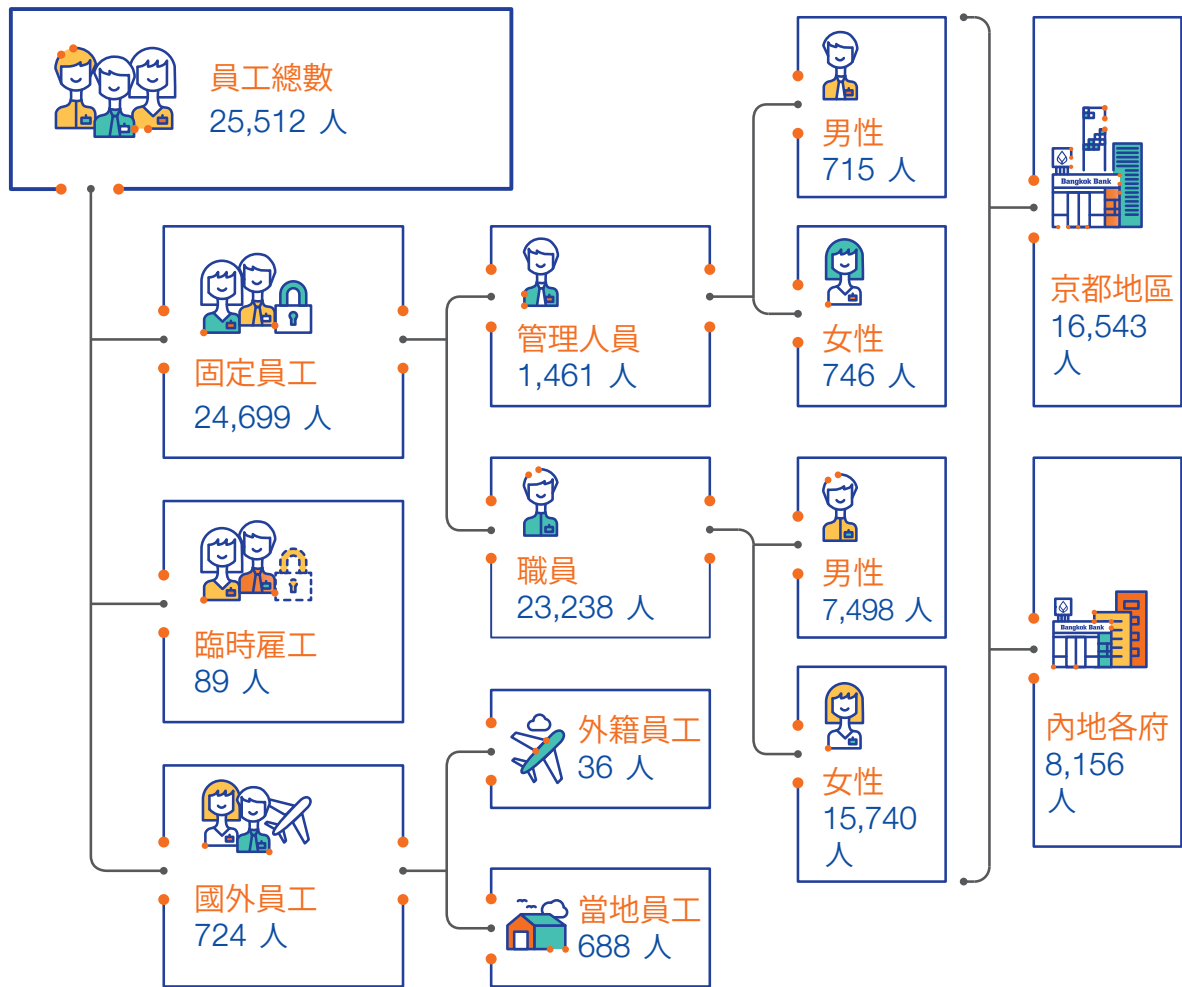 員工總數
25,512 人
固定員工
24,699 人
臨時雇工
89 人
國外員工
724 人
管理人員
1,461 人
職員
23,238 人
外籍員工
36 人
當地員工
688 人
男性
715 人
女性
746 人
男性
7,498 人
女性
15,740
人
Bangkok Bank
京都地區
16,543
人
Bangkok Bank
內地各府
8,156
人